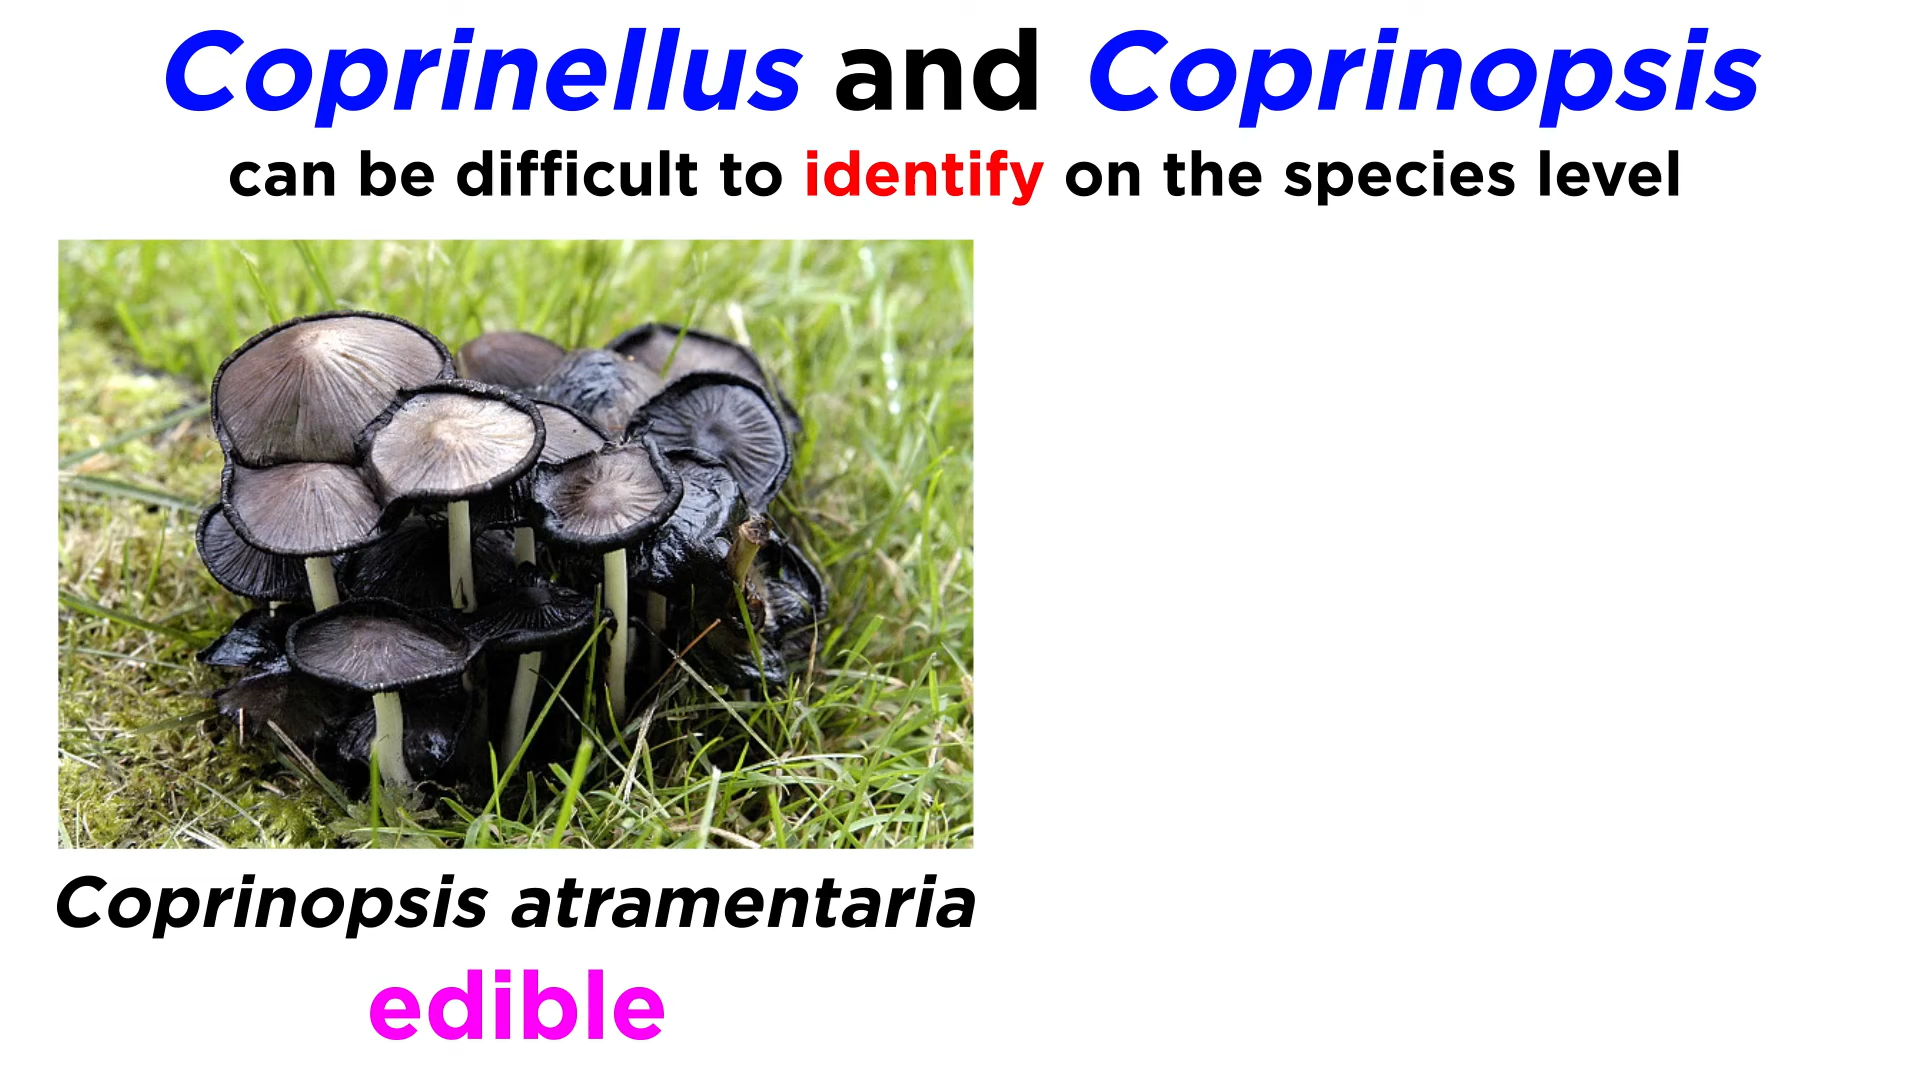 Coprinellus and Coprinopsis
can be difficult to identify on the species level
Coprinopsis atramentaria
edible